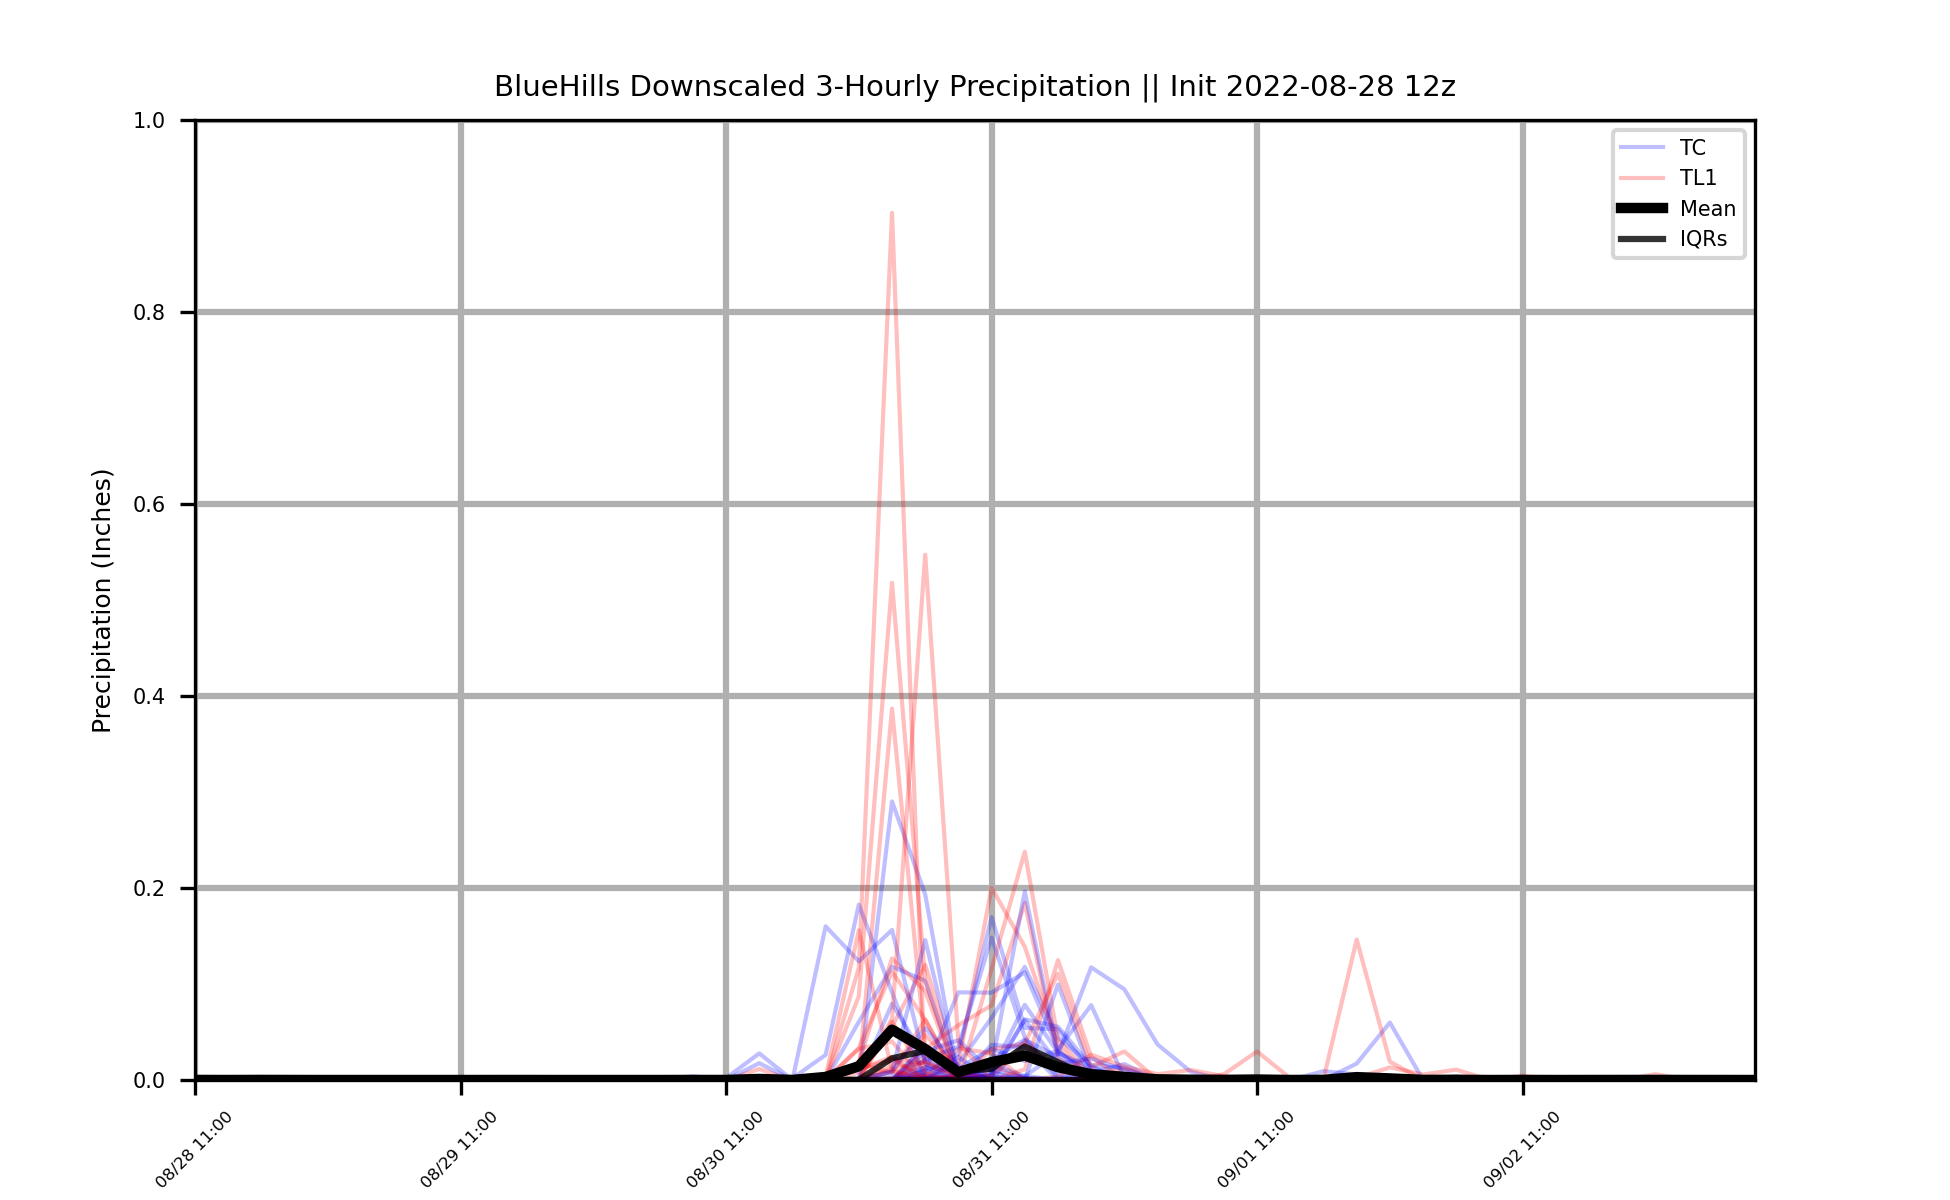 BlueHills Downscaled 3-Hourly Precipitation || Init 2022-08-28 12z
1.0
0.8
0.6
0.4
0.2
0.0
Precipitation (Inches)
TC
TL1
Mean
IQRs
08/28 11:00
08/29 11:00
08/30 11:00
08/31 11:00
09/01 11:00
09/02 11:00